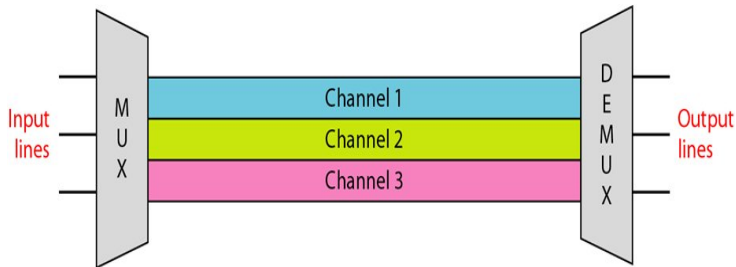 Input
lines
M
U
X
Channel 1
Channel 2
Channel 3
D
E
M
U
X
Output
lines